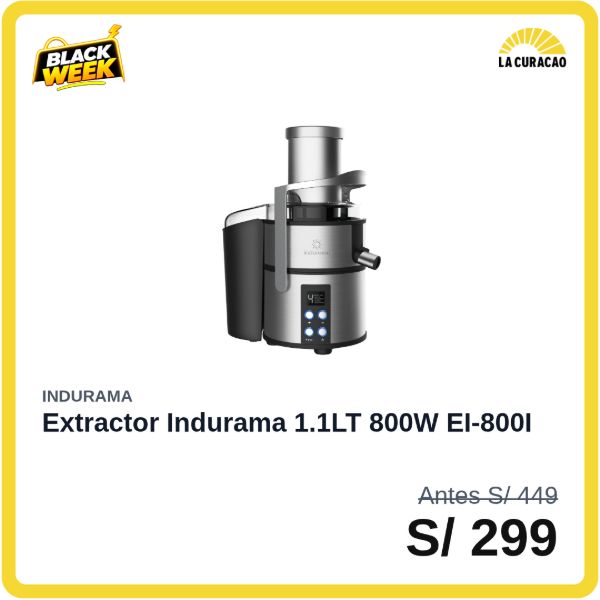 BLACK
WEEK
LA CURACAO
INDURAMA
Extractor Indurama 1.1LT 800W EI-800I
Antes S/ 449
S/ 299